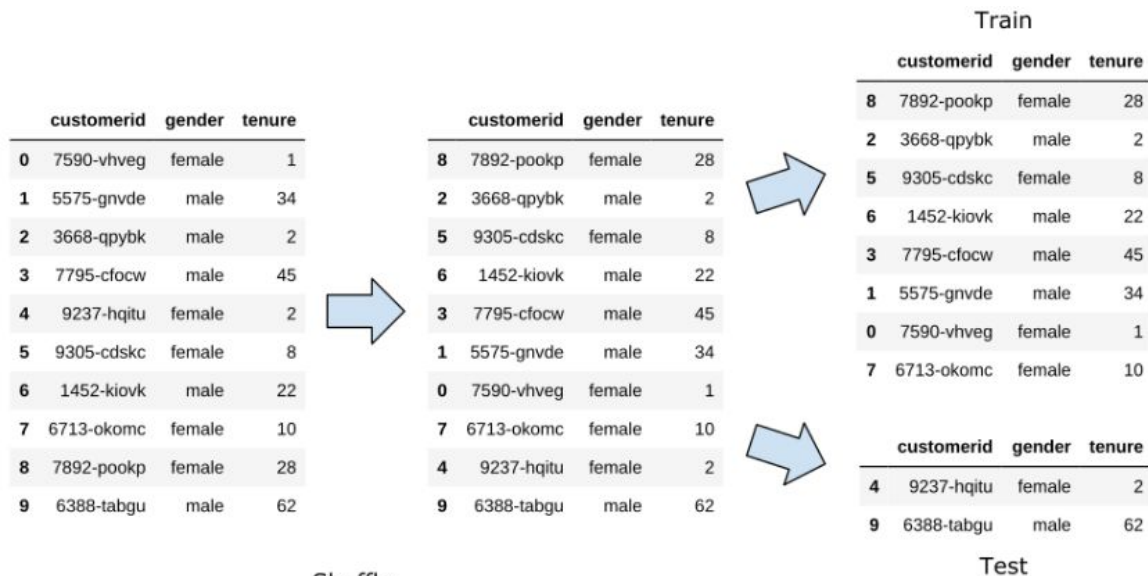 Train
customerid gender tenure
8 7892-pookp female 28
2 3668-qpybk male 2
5 9305-cdskc female 8
6 1452-kiovk male 22
3 7795-cfocw male 45
1 5575-gnvde male 34
0 7590-vhveg female 1
7 6713-okomc female 10
customerid gender tenure
0 7590-vhveg female 1
1 5575-gnvde male 34
2 3668-qpybk male 2
3 7795-cfocw male 45
4 9237-hqitu female 2
5 9305-cdskc female 8
6 1452-kiovk male 22
7 6713-okomc female 10
8 7892-pookp female 28
9 6388-tabgu male 62
customerid gender tenure
8 7892-pookp female 28
2 3668-qpybk male 2
5 9305-cdskc female 8
6 1452-kiovk male 22
3 7795-cfocw male 45
1 5575-gnvde male 34
0 7590-vhveg female 1
7 6713-okomc female 10
4 9237-hqitu female 2
9 6388-tabgu male 62
customerid gender tenure
4 9237-hqitu female 2
9 6388-tabgu male 62
Test